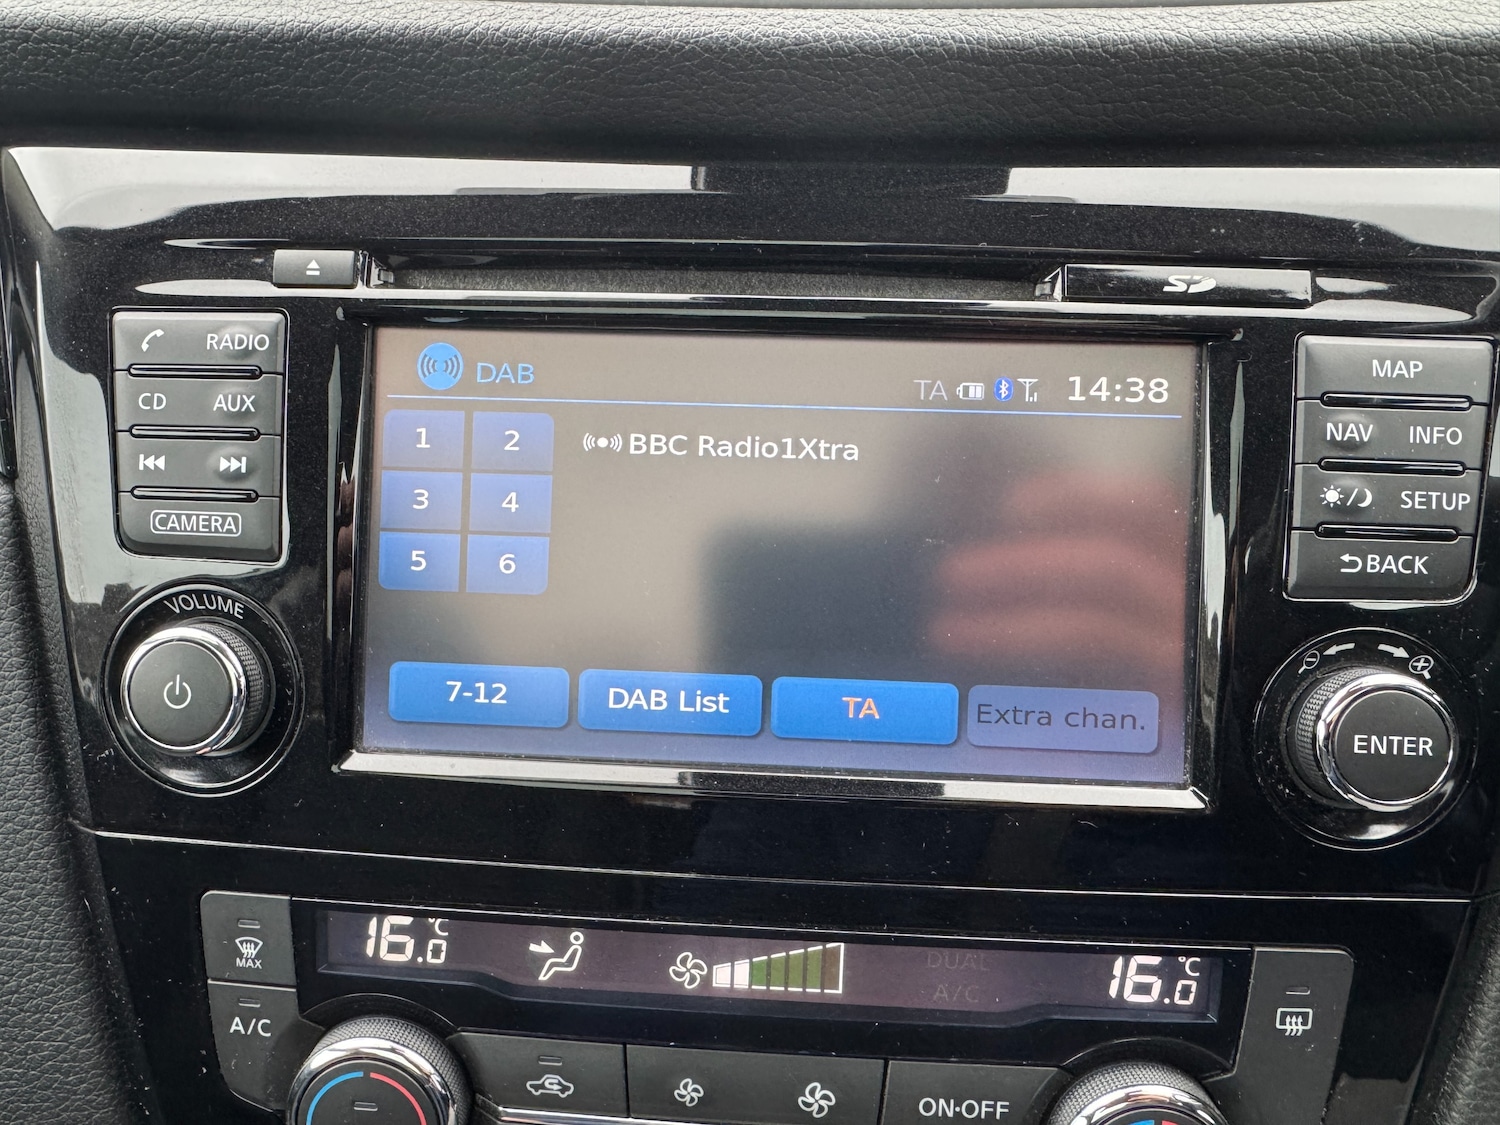 SD
RADIO
CD AUX
CAMERA
VOLUME
DAB
TA 14:38
1 2
3 4
5 6
BBC Radio1Xtra
7-12 DAB List TA Extra chan.
MAP
NAV INFO
SETUP
BACK
ENTER
MAX
A/C
16.0 °C
DUAL
A/C
16.0 °C
ON·OFF